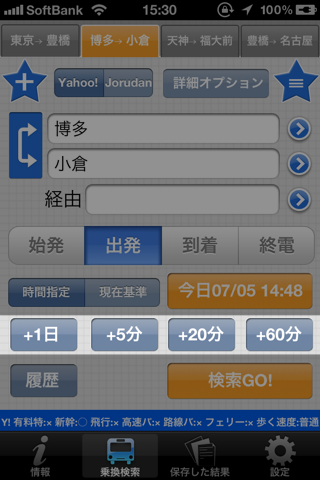 SoftBank 15:30 100%
東京→豊橋 博多→小倉 天神→福大前 豊橋→名古屋
Yahoo! Jorudan 詳細オプション
博多
小倉
経由
始発 出発 到着 終電
時間指定 現在基準 今日07/05 14:48
+1日 +5分 +20分 +60分
履歴 検索GO!
Y! 有料特:× 新幹:○ 飛行:× 高速バ:× 路線バ:× フェリー:× 歩く速度:普通
情報 乗換検索 保存した結果 設定